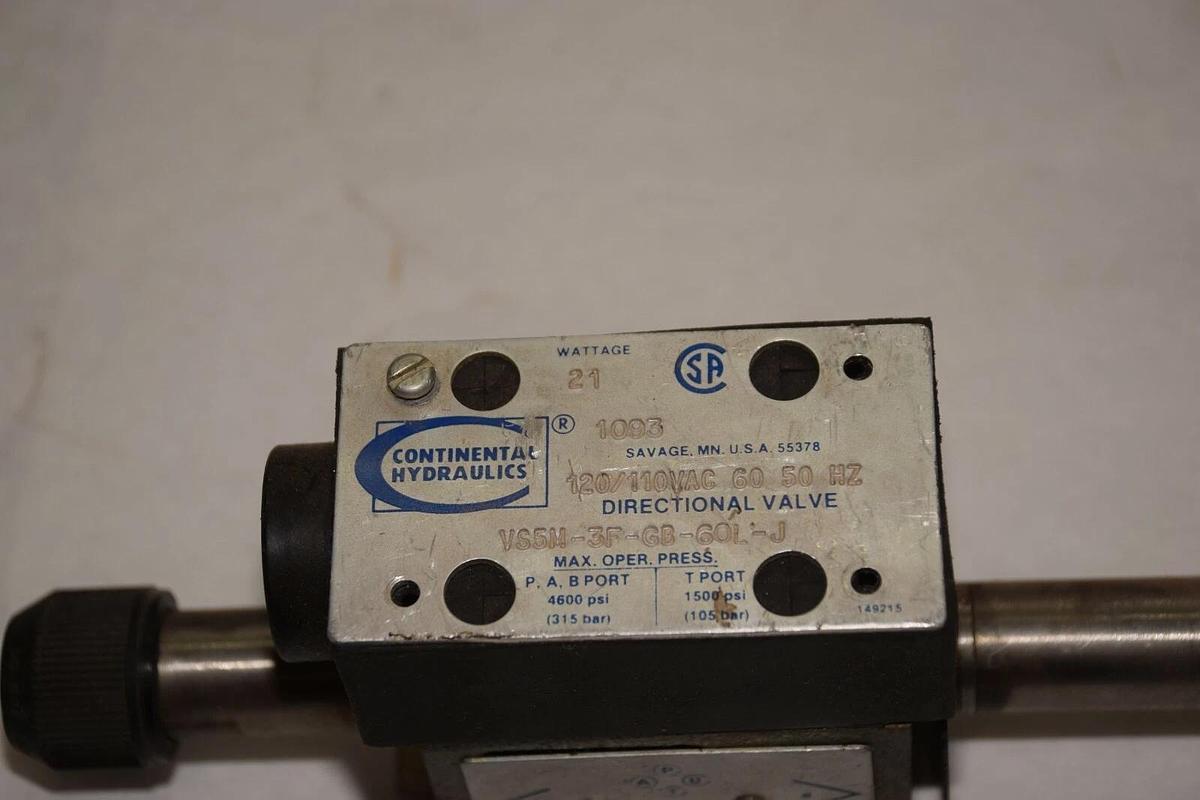 WATTAGE
21
SA
CONTINENTAL
HYDRAULICS
®
1093
SAVAGE, MN. U.S.A. 55378
120/110VAC 60 50 HZ
DIRECTIONAL VALVE
VS5M-3F-GB-60L-J
MAX. OPER. PRESS.
P, A, B PORT
4600 psi
(315 bar)
T PORT
1500 psi
(105 bar)
149215
P
A